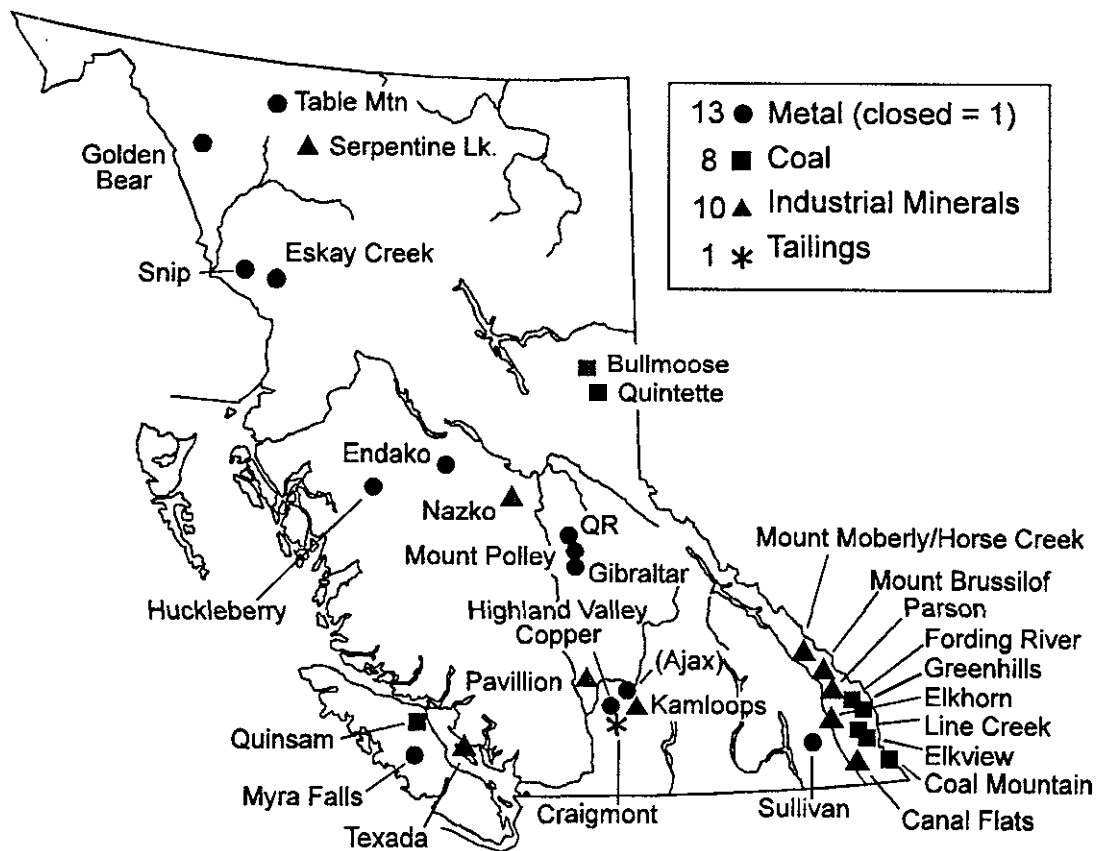 Table Mtn
Golden
Bear
Serpentine Lk.
13 Metal (closed = 1)
8 Coal
10 Industrial Minerals
1 Tailings
Snip
Eskay Creek
Bullmoose
Quintette
Endako
Nazko
QR
Mount Polley
Gibraltar
Huckleberry
Mount Moberly/Horse Creek
Mount Brussilof
Parson
Fording River
Greenhills
Elkhorn
Line Creek
Elkview
Coal Mountain
Canal Flats
Highland Valley
Copper
(Ajax)
Pavillion
Kamloops
Quinsam
Myra Falls
Texada
Craigmont
Sullivan